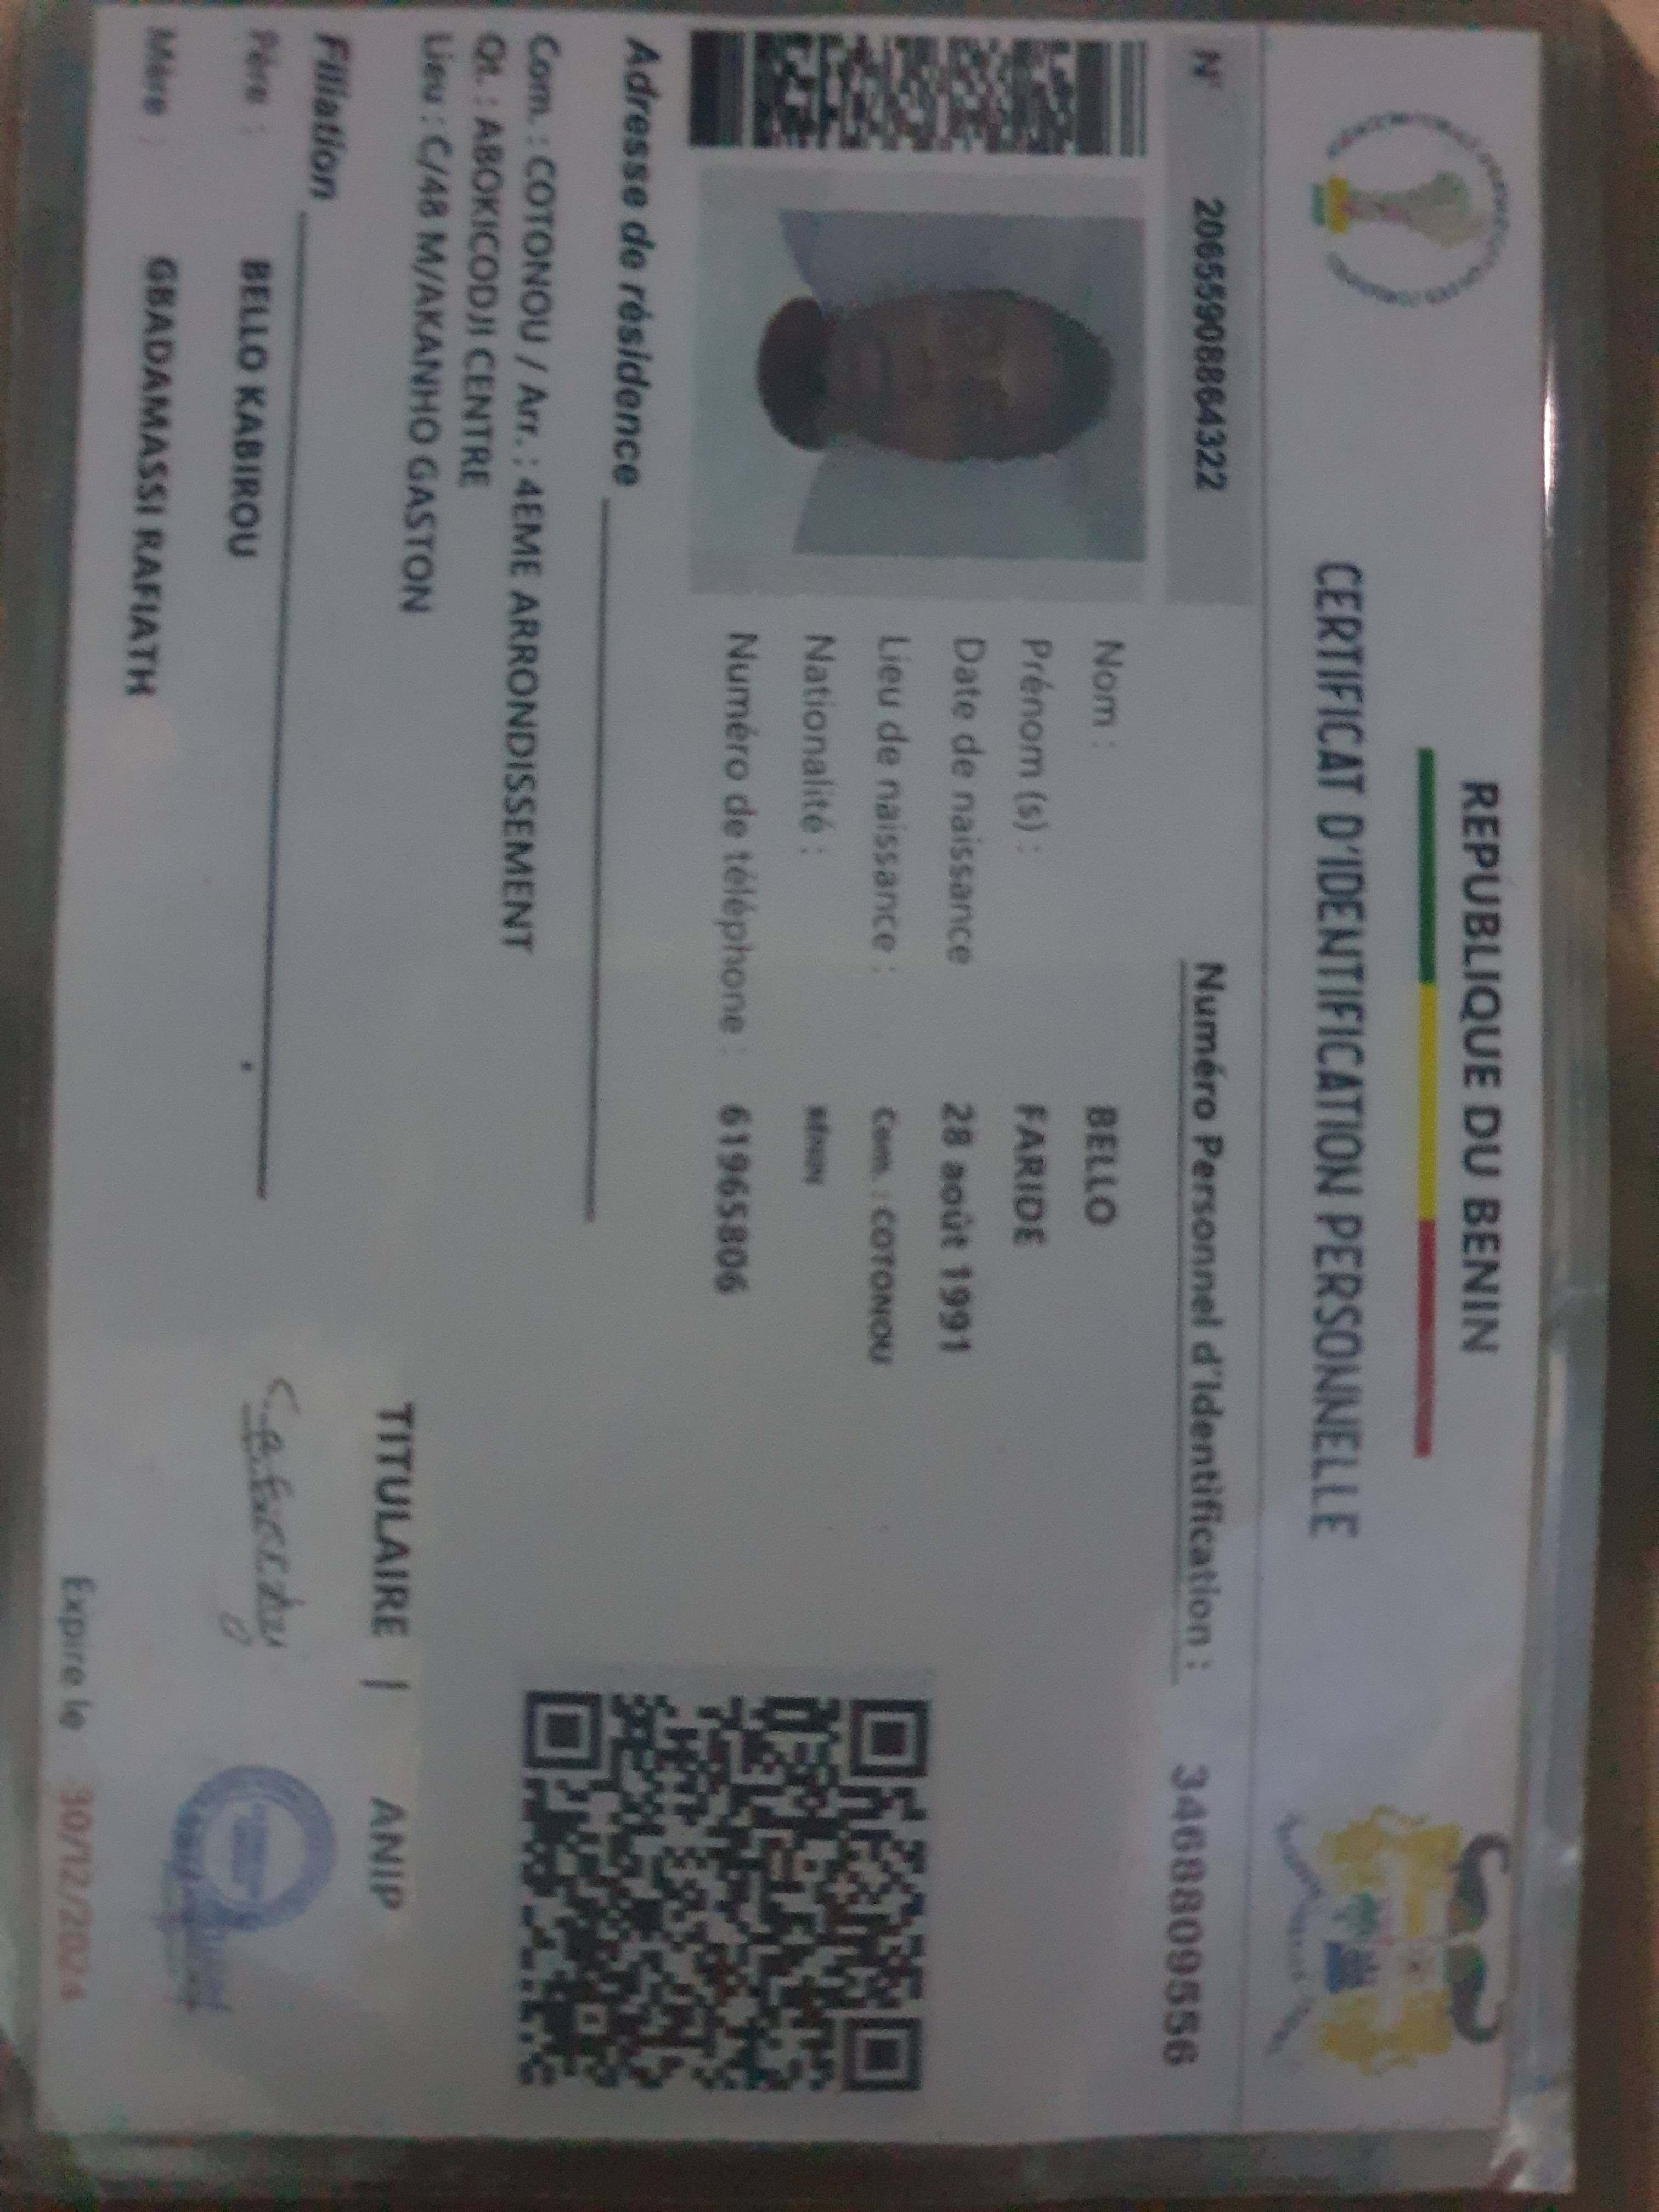 REPUBLIQUE DU BENIN
CERTIFICAT D'IDENTIFICATION PERSONNELLE
N° 20655908864322
Numéro Personnel d'Identification : 3468809556
Nom : BELLO
Prénom (s) : FARIDE
Date de naissance 28 août 1991
Lieu de naissance : Com. : COTONOU
Nationalité : BÉNIN
Numéro de téléphone : 61965806
Adresse de résidence
Com. : COTONOU / Arr. : 4EME ARRONDISSEMENT
Qt. : ABOKICODJI CENTRE
Lieu : C/48 M/AKANHO GASTON
Filiation
Père : BELLO KABIROU
Mère : GBADAMASSI RAFIATH
TITULAIRE | ANIP
Expire le : 30/12/2024